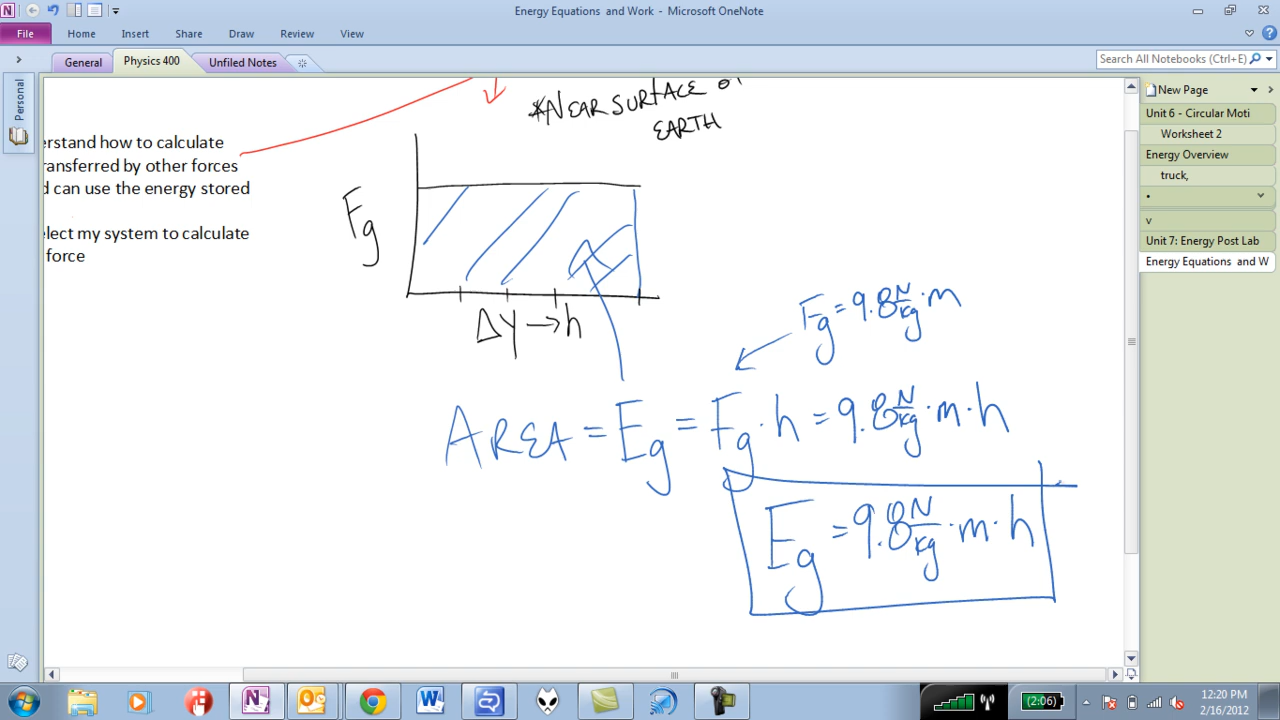 Energy Equations and Work - Microsoft OneNote
File Home Insert Share Draw Review View
General Physics 400 Unfiled Notes
Search All Notebooks (Ctrl+E)
Personal
New Page
Unit 6 - Circular Moti
Worksheet 2
Energy Overview
truck,
•
v
Unit 7: Energy Post Lab
Energy Equations and W
*NEAR SURFACE O
EARTH
erstand how to calculate
ransferred by other forces
d can use the energy stored
elect my system to calculate
force
Fg
Δy → h
Fg = 9.8 N/kg · m
AREA = Eg = Fg · h = 9.8 N/kg · m · h
Eg = 9.8 N/kg · m · h
(2:06)
12:20 PM
2/16/2012